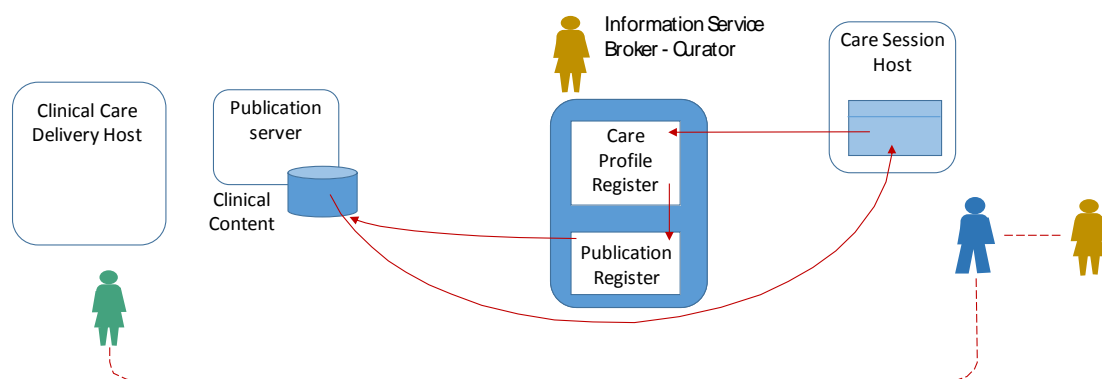 Information Service
Broker - Curator
Care Session
Host
Clinical Care
Delivery Host
Publication
server
Care
Profile
Register
Clinical
Content
Publication
Register